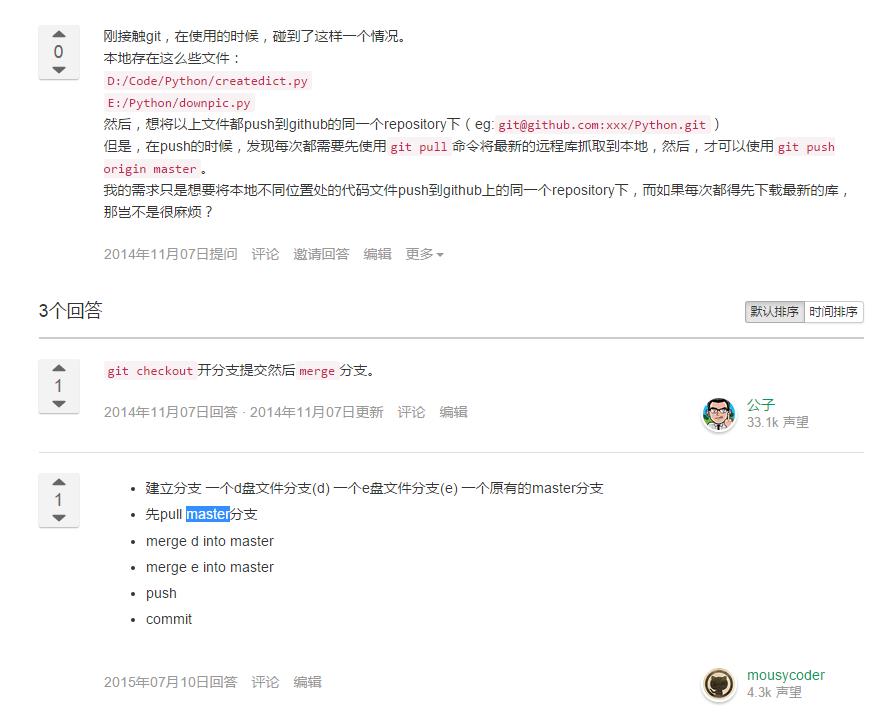 0
刚接触git，在使用的时候，碰到了这样一个情况。
本地存在这么些文件：
D:/Code/Python/createdict.py
E:/Python/downpic.py
然后，想将以上文件都push到github的同一个repository下（eg:git@github.com:xxx/Python.git ）
但是，在push的时候，发现每次都需要先使用 git pull 命令将最新的远程库抓取到本地，然后，才可以使用 git push
origin master 。
我的需求只是想要将本地不同位置处的代码文件push到github上的同一个repository下，而如果每次都得先下载最新的库，
那岂不是很麻烦？
2014年11月07日提问 评论 邀请回答 编辑 更多
3个回答 默认排序 时间排序
1
git checkout 开分支提交然后 merge 分支。
2014年11月07日回答 · 2014年11月07日更新 评论 编辑
公子
33.1k 声望
1
• 建立分支 一个d盘文件分支(d) 一个e盘文件分支(e) 一个原有的master分支
• 先pull master分支
• merge d into master
• merge e into master
• push
• commit
2015年07月10日回答 评论 编辑
mousycoder
4.3k 声望